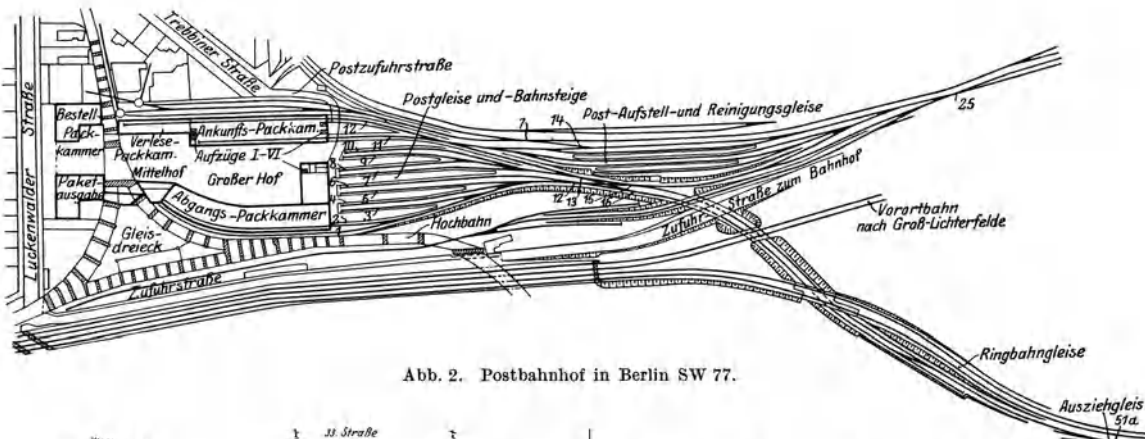 Trebbiner Straße
Postzufuhrstraße
Postgleise und-Bahnsteige
Post-Aufstell-und Reinigungsgleise
25
7
14
Luckenwalder Straße
Bestell
Pack-
kammer
Verlese-
Packkam.
Mittelhof
Ankunfts-Packkam.
Aufzüge I-VI
Großer Hof
Paket-
ausgabe
Abgangs-Packkammer
12
10
11
8
9
6
7
4
5
2
3
1
12
13
15
16
Hochbahn
Gleis-
dreieck
Zufuhrstraße
Zufuhr Straße zum Bahnhof
Vorortbahn
nach Groß-Lichterfelde
Ringbahngleise
Ausziehgleis
51a
Abb. 2. Postbahnhof in Berlin SW 77.
33. Straße